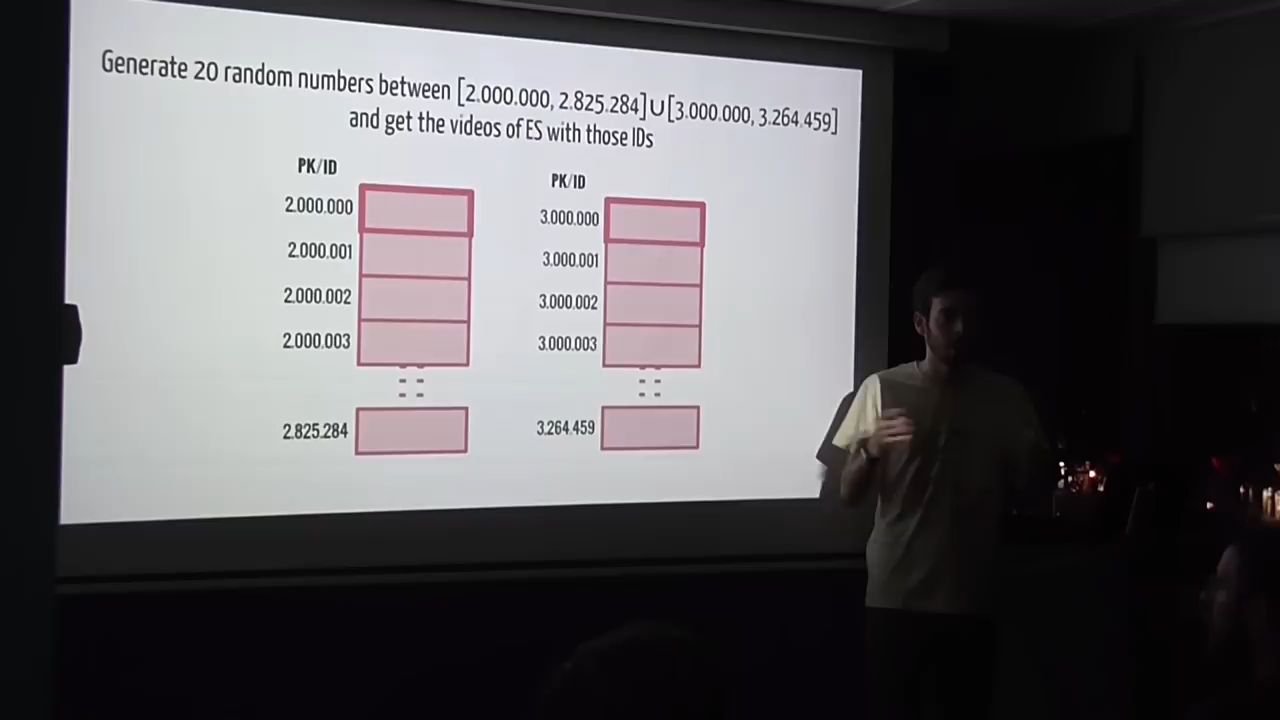 Generate 20 random numbers between [2.000.000, 2.825.284]∪[3.000.000, 3.264.459]
and get the videos of ES with those IDs
PK/ID
2.000.000
2.000.001
2.000.002
2.000.003
2.825.284
PK/ID
3.000.000
3.000.001
3.000.002
3.000.003
3.264.459